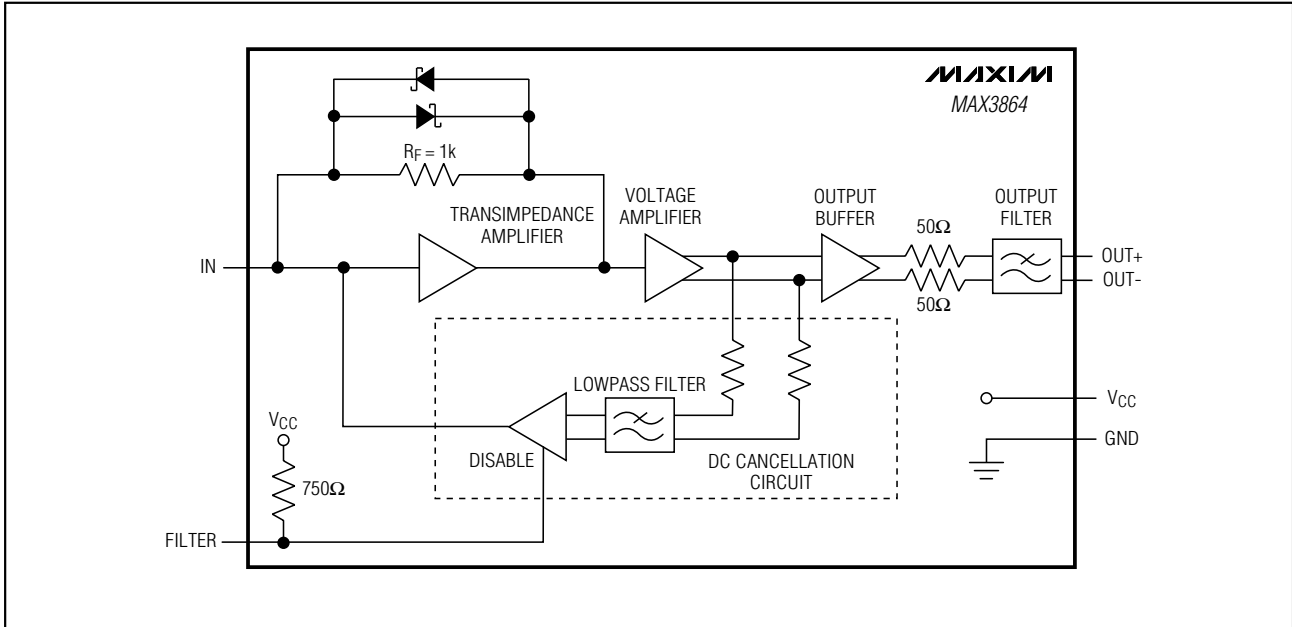 MAXIM
MAX3864
RF = 1k
TRANSIMPEDANCE
AMPLIFIER
VOLTAGE
AMPLIFIER
OUTPUT
BUFFER
OUTPUT
FILTER
50Ω
50Ω
IN
OUT+
OUT-
LOWPASS FILTER
DISABLE
DC CANCELLATION
CIRCUIT
VCC
750Ω
FILTER
VCC
GND